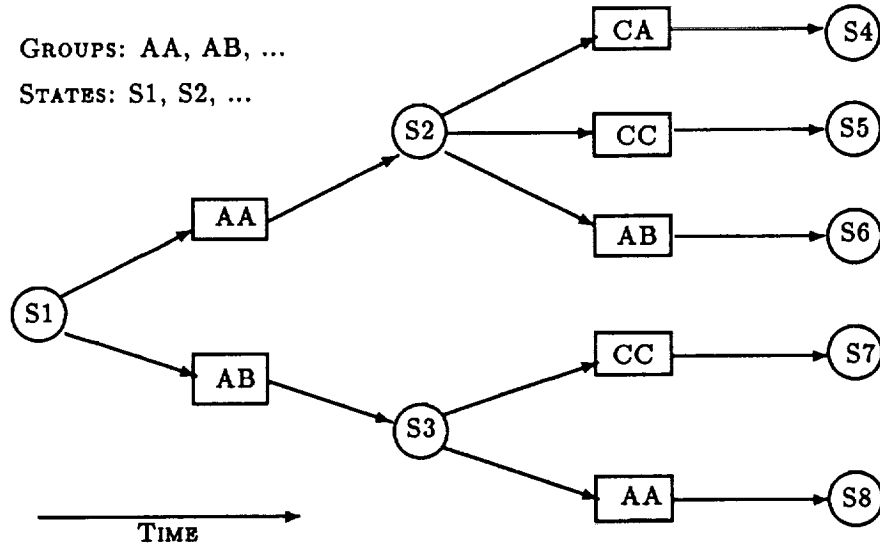 GROUPS: AA, AB, ...
STATES: S1, S2, ...
CA
S4
S2
CC
S5
AA
AB
S6
S1
CC
S7
AB
S3
AA
S8
TIME